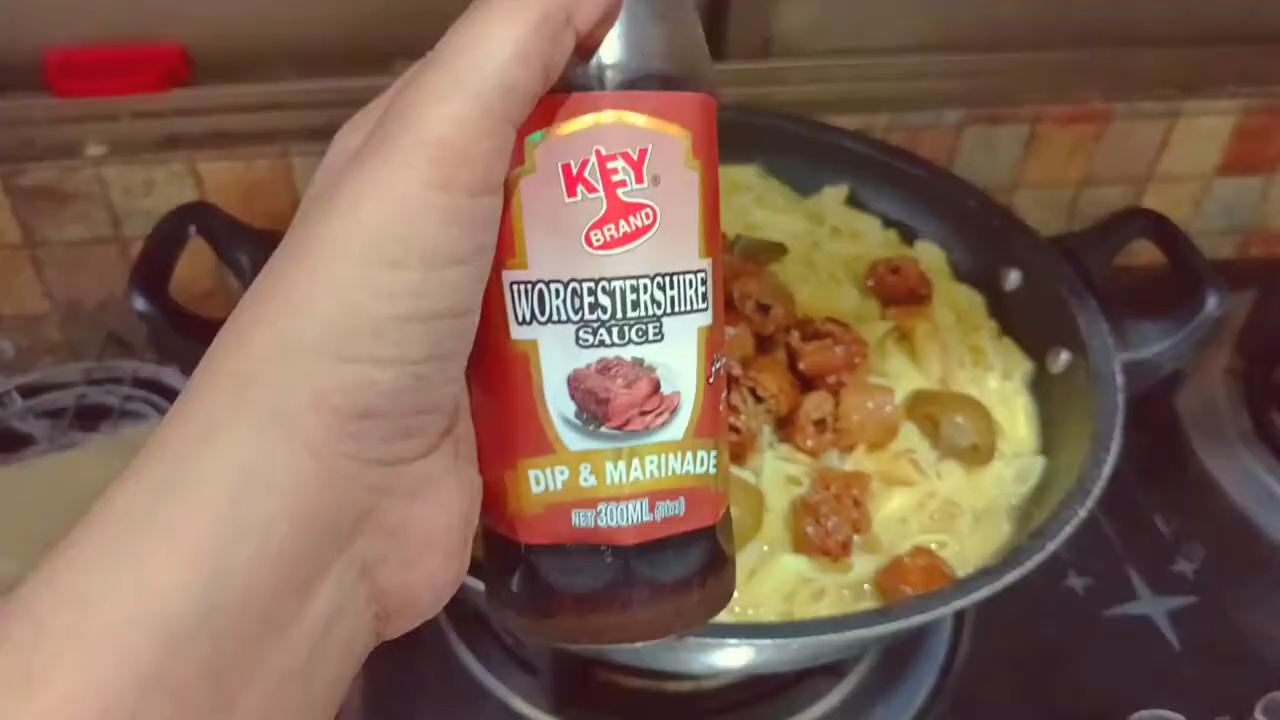 KEY
BRAND
WORCESTERSHIRE
SAUCE
DIP & MARINADE
NET 300ML